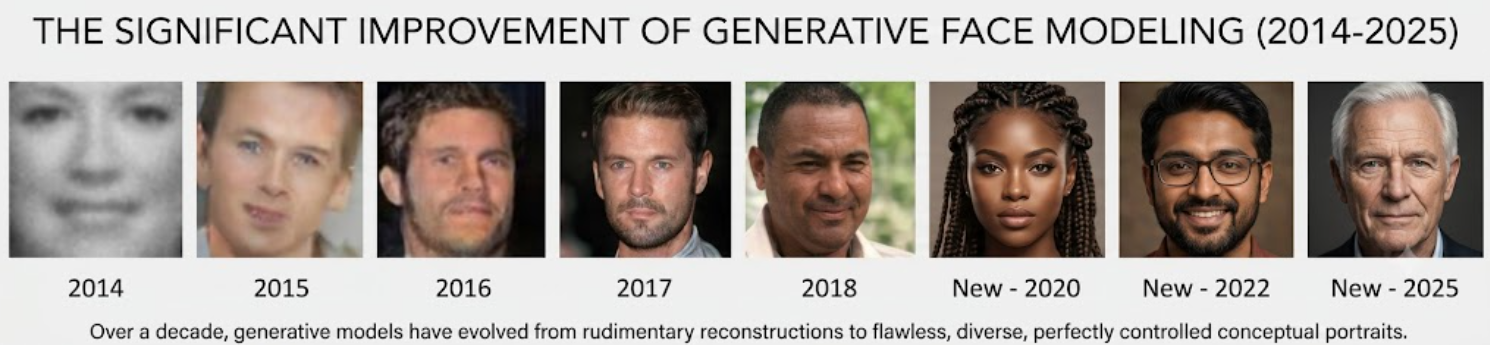 THE SIGNIFICANT IMPROVEMENT OF GENERATIVE FACE MODELING (2014-2025)
2014
2015
2016
2017
2018
New - 2020
New - 2022
New - 2025
Over a decade, generative models have evolved from rudimentary reconstructions to flawless, diverse, perfectly controlled conceptual portraits.